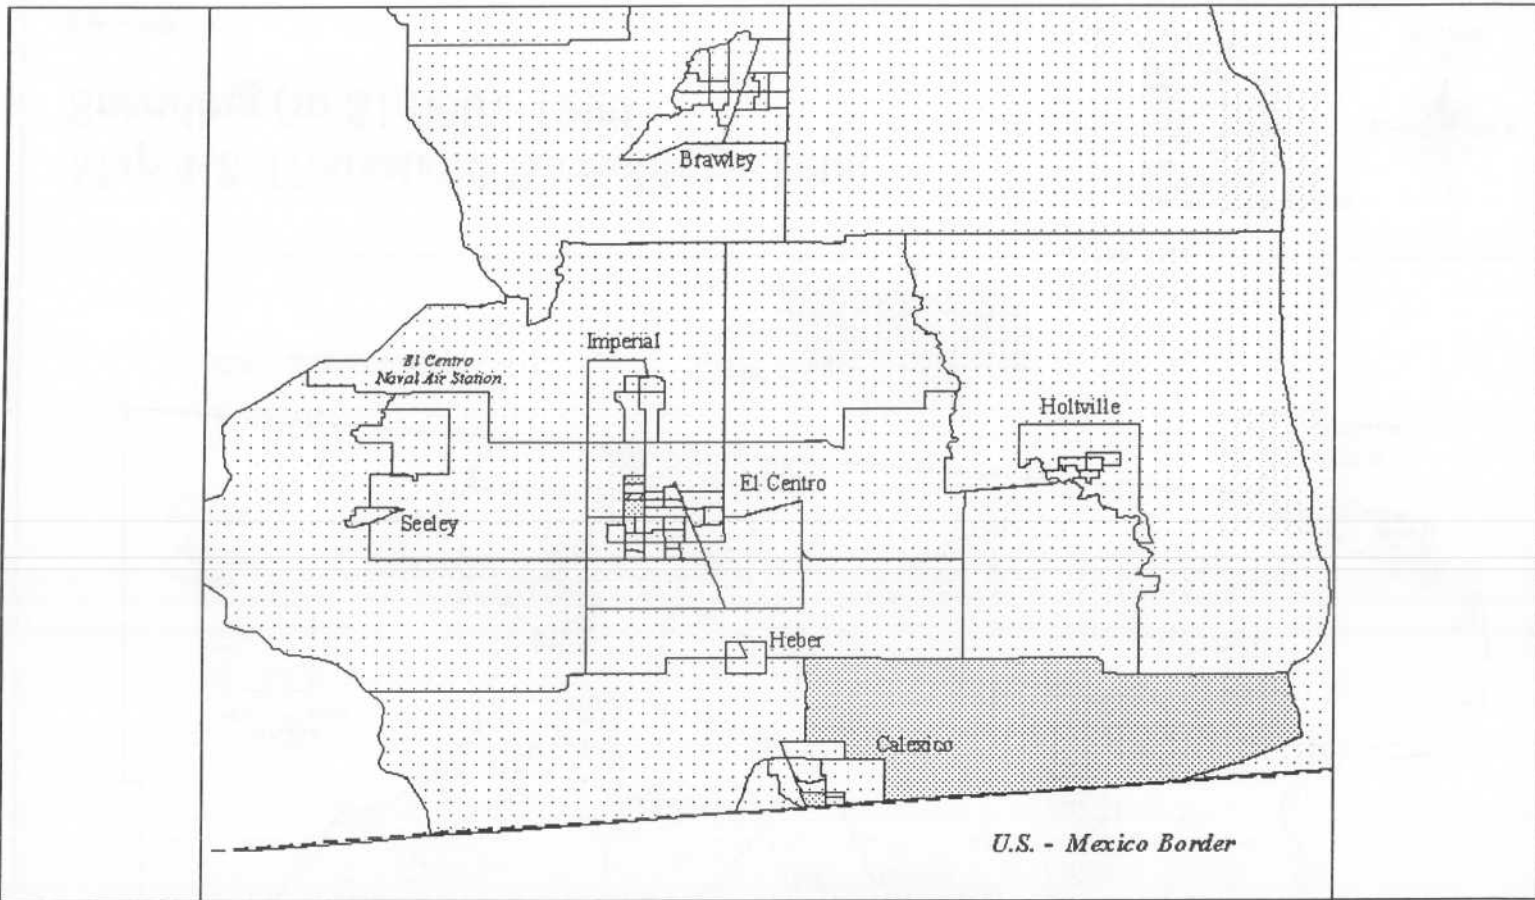 Brawley
Imperial
El Centro
Naval Air Station
Holtville
El Centro
Seeley
Heber
Calexico
U.S. - Mexico Border